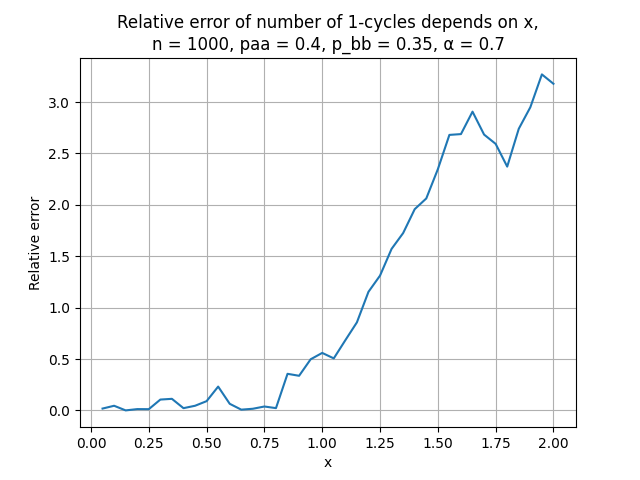 Relative error of number of 1-cycles depends on x,
n = 1000, paa = 0.4, p_bb = 0.35, α = 0.7
Relative error
3.0
2.5
2.0
1.5
1.0
0.5
0.0
0.00 0.25 0.50 0.75 1.00 1.25 1.50 1.75 2.00
x